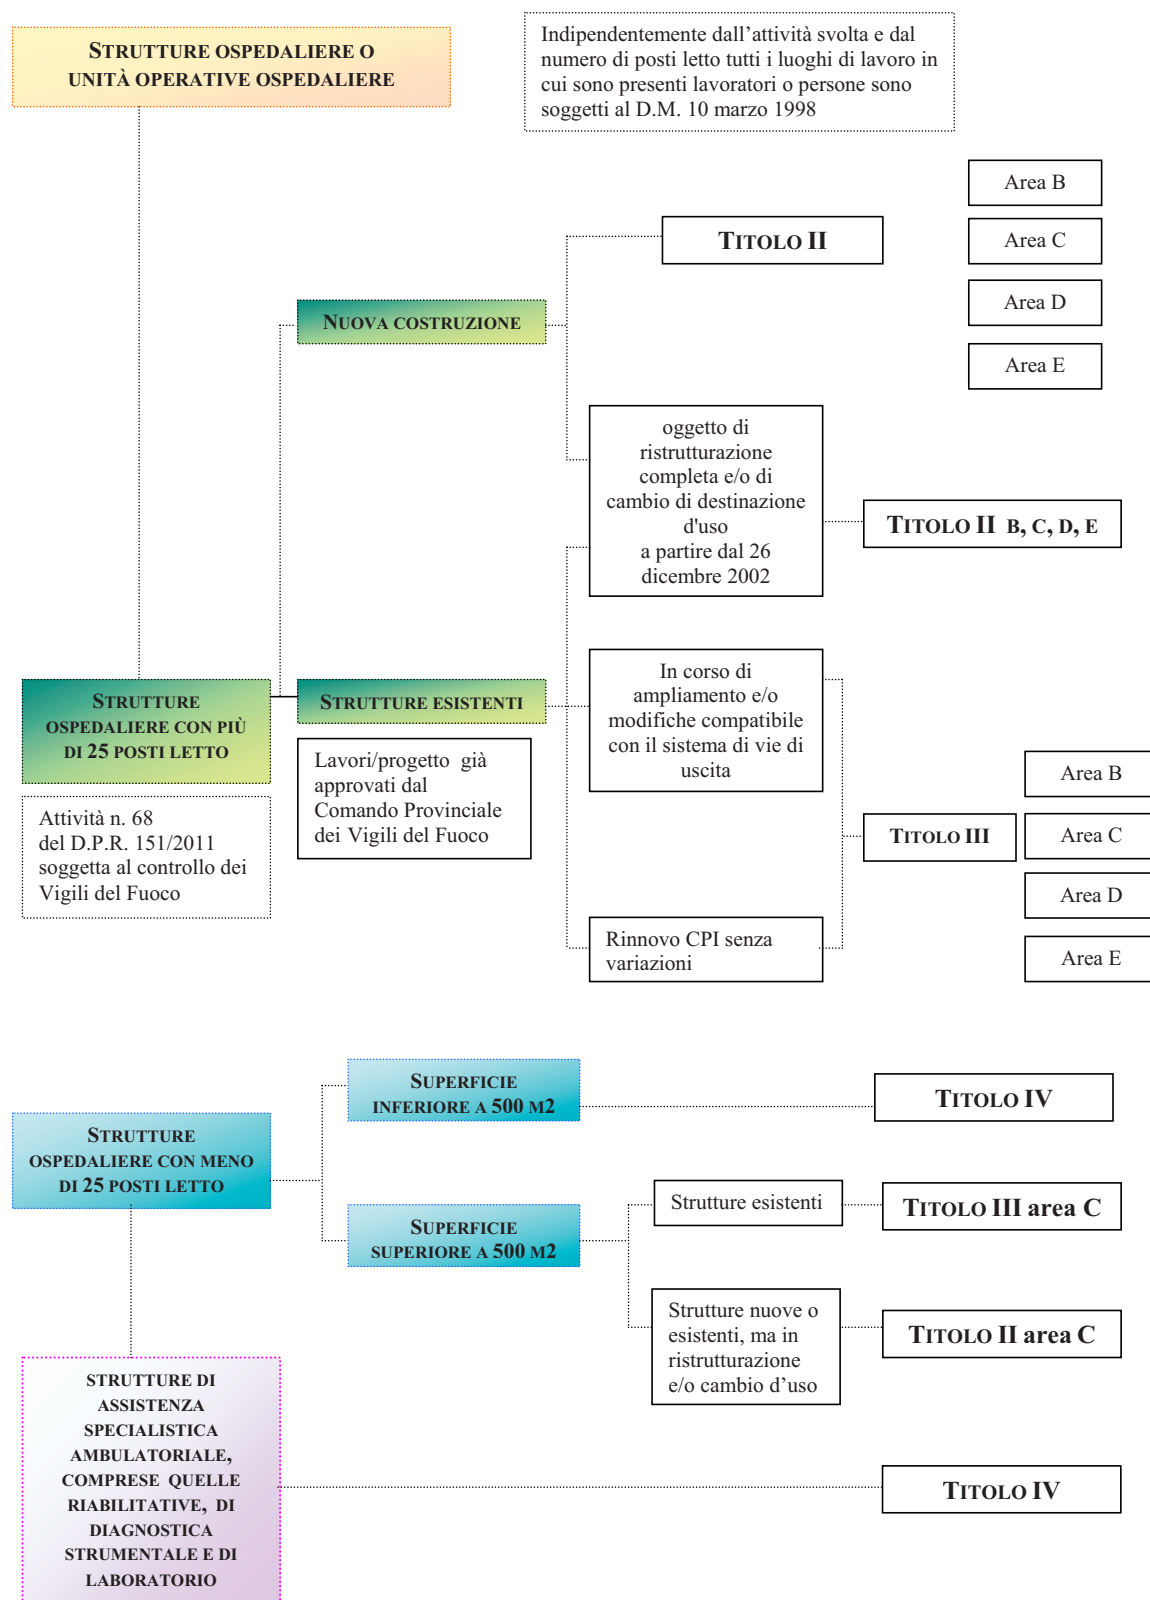 STRUTTURE OSPEDALIERE O
UNITÀ OPERATIVE OSPEDALIERE
Indipendentemente dall’attività svolta e dal
numero di posti letto tutti i luoghi di lavoro in
cui sono presenti lavoratori o persone sono
soggetti al D.M. 10 marzo 1998
Area B
TITOLO II
Area C
Area D
NUOVA COSTRUZIONE
Area E
oggetto di
ristrutturazione
completa e/o di
cambio di destinazione
d'uso
a partire dal 26
dicembre 2002
TITOLO II B, C, D, E
STRUTTURE
OSPEDALIERE CON PIÙ
DI 25 POSTI LETTO
STRUTTURE ESISTENTI
In corso di
ampliamento e/o
modifiche compatibile
con il sistema di vie di
uscita
Attività n. 68
del D.P.R. 151/2011
soggetta al controllo dei
Vigili del Fuoco
Lavori/progetto già
approvati dal
Comando Provinciale
dei Vigili del Fuoco
TITOLO III
Area B
Area C
Area D
Area E
Rinnovo CPI senza
variazioni
SUPERFICIE
INFERIORE A 500 M2
TITOLO IV
STRUTTURE
OSPEDALIERE CON MENO
DI 25 POSTI LETTO
SUPERFICIE
SUPERIORE A 500 M2
Strutture esistenti
TITOLO III area C
Strutture nuove o
esistenti, ma in
ristrutturazione
e/o cambio d’uso
TITOLO II area C
STRUTTURE DI
ASSISTENZA
SPECIALISTICA
AMBULATORIALE,
COMPRESE QUELLE
RIABILITATIVE, DI
DIAGNOSTICA
STRUMENTALE E DI
LABORATORIO
TITOLO IV